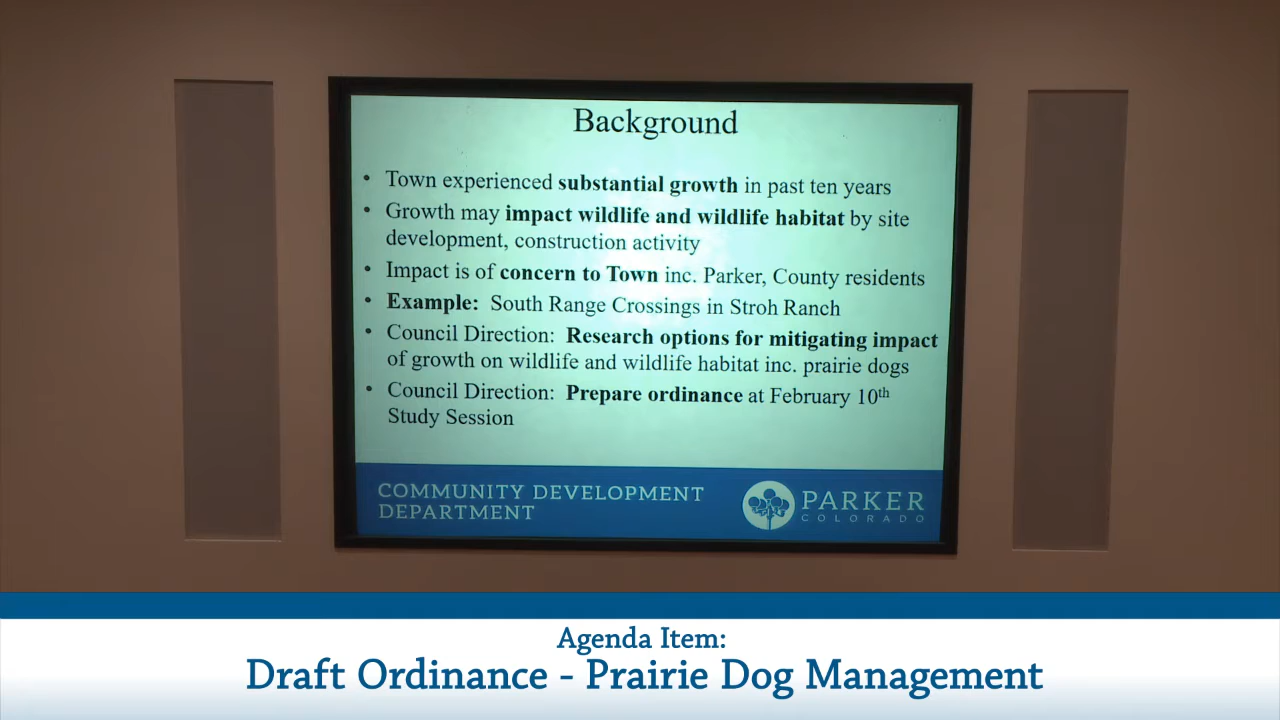 Background
• Town experienced substantial growth in past ten years
• Growth may impact wildlife and wildlife habitat by site
development, construction activity
• Impact is of concern to Town inc. Parker, County residents
• Example: South Range Crossings in Stroh Ranch
• Council Direction: Research options for mitigating impact
of growth on wildlife and wildlife habitat inc. prairie dogs
• Council Direction: Prepare ordinance at February 10th
Study Session
COMMUNITY DEVELOPMENT
DEPARTMENT
PARKER
COLORADO
Agenda Item:
Draft Ordinance - Prairie Dog Management